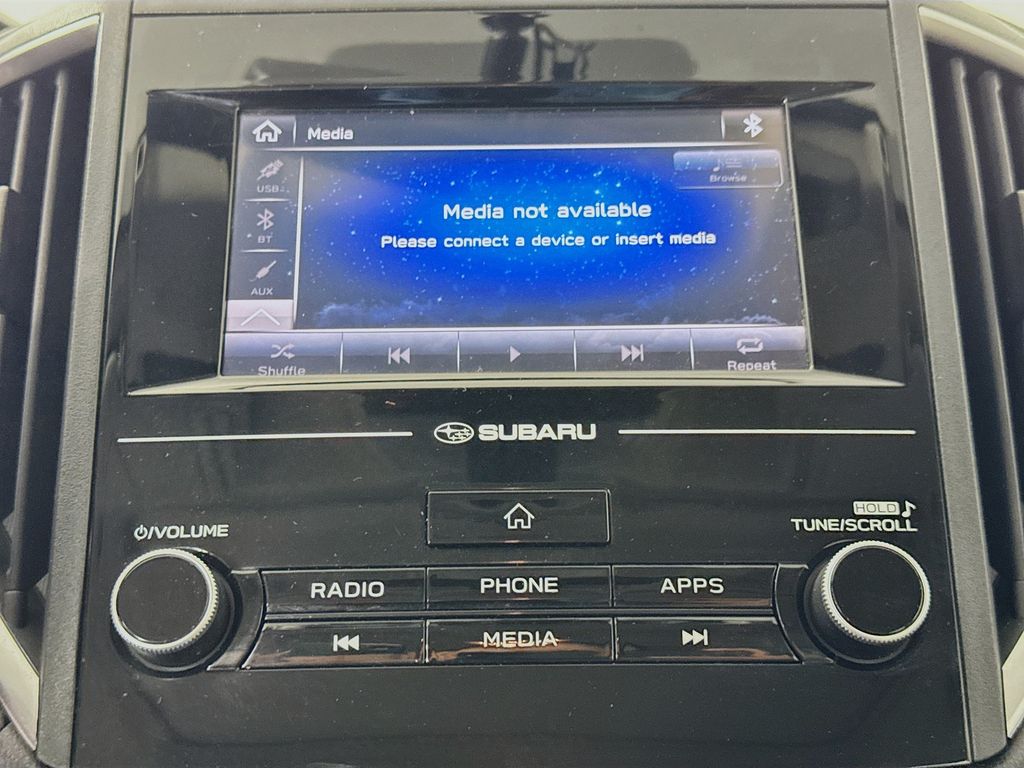 Media
USB
Browse
Media not available
BT
Please connect a device or insert media
AUX
Shuffle
Repeat
SUBARU
HOLD
/VOLUME
TUNE/SCROLL
RADIO
PHONE
APPS
MEDIA